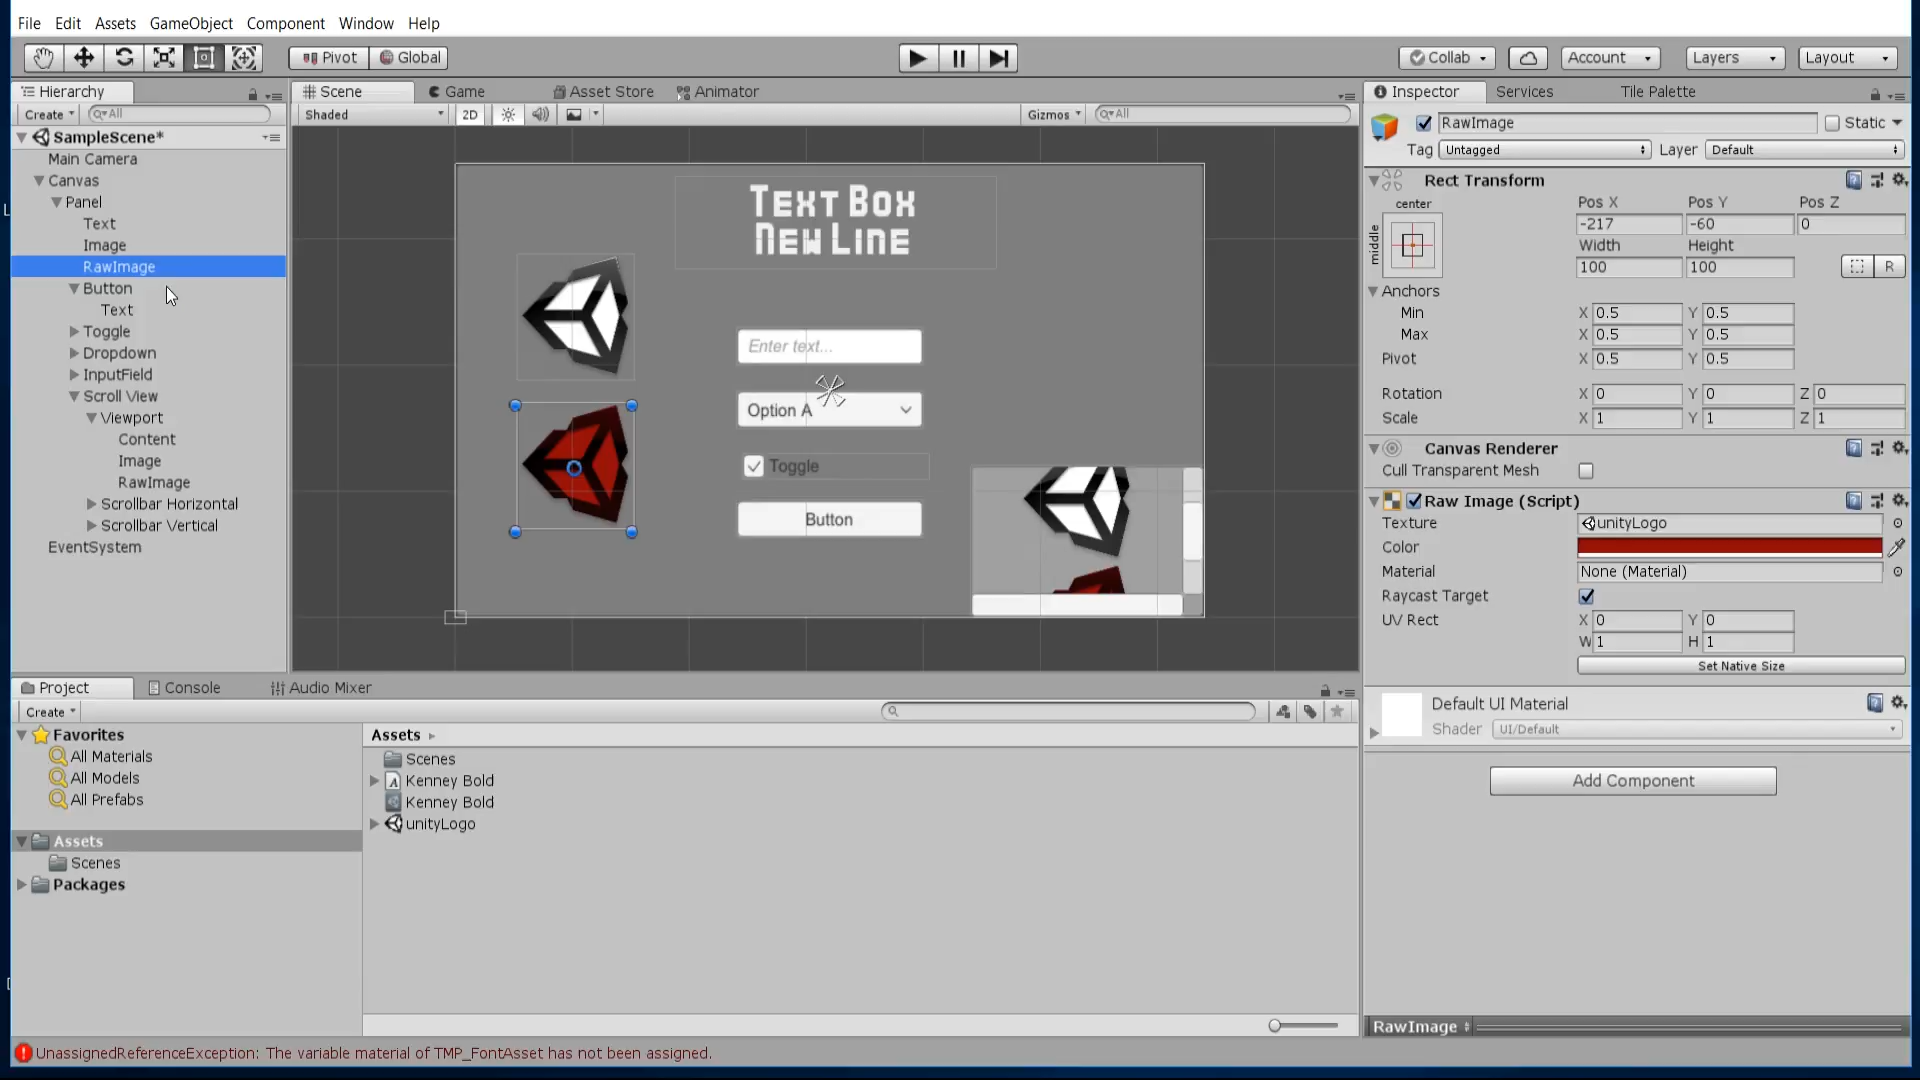 File Edit Assets GameObject Component Window Help
Pivot Global Collab Account Layers Layout
Hierarchy
Create All
SampleScene*
Main Camera
Canvas
Panel
Text
Image
RawImage
Button
Text
Toggle
Dropdown
InputField
Scroll View
Viewport
Content
Image
RawImage
Scrollbar Horizontal
Scrollbar Vertical
EventSystem
Scene Game Asset Store Animator
Shaded 2D Gizmos All
Text Box
New Line
Enter text...
Option A
Toggle
Button
Inspector Services Tile Palette
RawImage Static
Tag Untagged Layer Default
Rect Transform
center Pos X Pos Y Pos Z
middle -217 -60 0
Width Height
100 100 R
Anchors
Min X 0.5 Y 0.5
Max X 0.5 Y 0.5
Pivot X 0.5 Y 0.5
Rotation X 0 Y 0 Z 0
Scale X 1 Y 1 Z 1
Canvas Renderer
Cull Transparent Mesh
Raw Image (Script)
Texture unityLogo
Color
Material None (Material)
Raycast Target
UV Rect X 0 Y 0
W 1 H 1
Set Native Size
Default UI Material
Shader UI/Default
Add Component
RawImage
Project Console Audio Mixer
Create
Favorites
All Materials
All Models
All Prefabs
Assets
Scenes
Packages
Assets
Scenes
Kenney Bold
Kenney Bold
unityLogo
UnassignedReferenceException: The variable material of TMP_FontAsset has not been assigned.